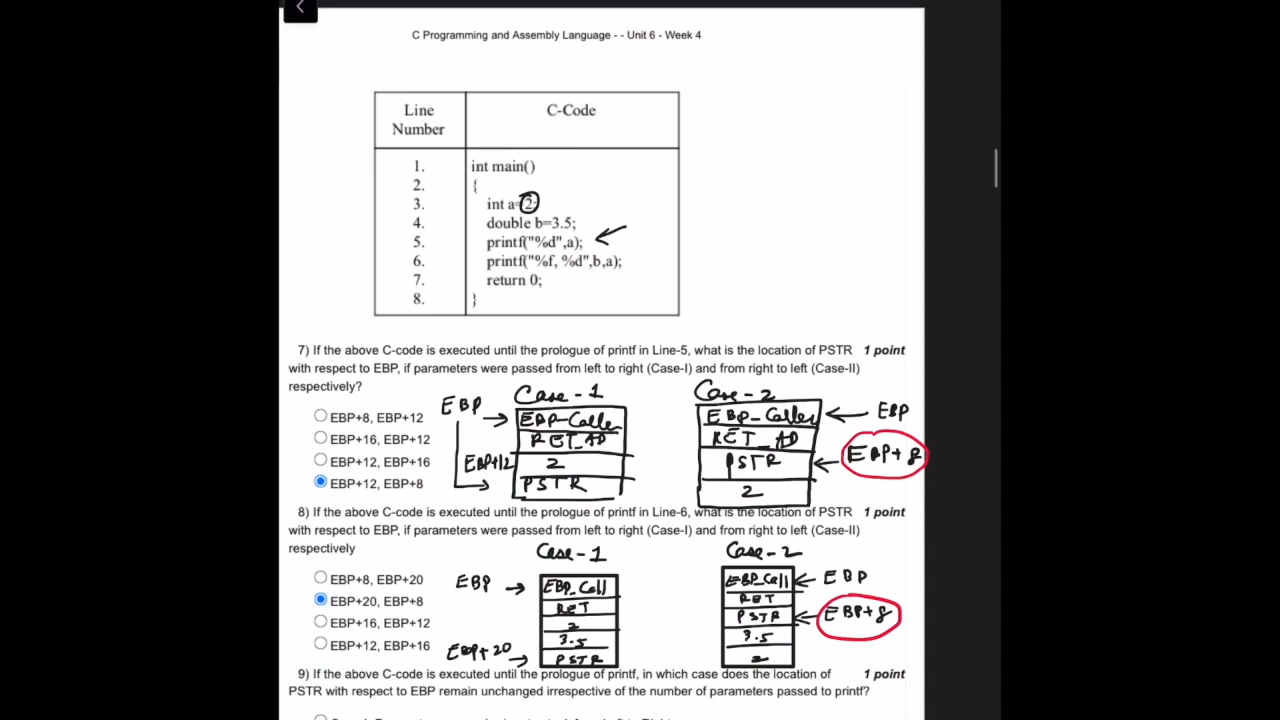 C Programming and Assembly Language - - Unit 6 - Week 4
Line Number C-Code
1. int main()
2. {
3. int a=2;
4. double b=3.5;
5. printf("%d",a);
6. printf("%f, %d",b,a);
7. return 0;
8. }
7) If the above C-code is executed until the prologue of printf in Line-5, what is the location of PSTR 1 point
with respect to EBP, if parameters were passed from left to right (Case-I) and from right to left (Case-II)
respectively?
EBP+8, EBP+12
EBP+16, EBP+12
EBP+12, EBP+16
EBP+12, EBP+8
Case-1
EBP
EBP-Calle
RET_AD
EBP+12 2
PSTR
Case-2
EBP_Calles EBP
RET_AD
PSTR EBP+8
2
8) If the above C-code is executed until the prologue of printf in Line-6, what is the location of PSTR 1 point
with respect to EBP, if parameters were passed from left to right (Case-I) and from right to left (Case-II)
respectively
EBP+8, EBP+20
EBP+20, EBP+8
EBP+16, EBP+12
EBP+12, EBP+16
Case-1
EBP EBP_Call
RET
2
3.5
EBP+20 PSTR
Case-2
EBP_Call EBP
RET
PSTR EBP+8
3.5
2
9) If the above C-code is executed until the prologue of printf, in which case does the location of 1 point
PSTR with respect to EBP remain unchanged irrespective of the number of parameters passed to printf?